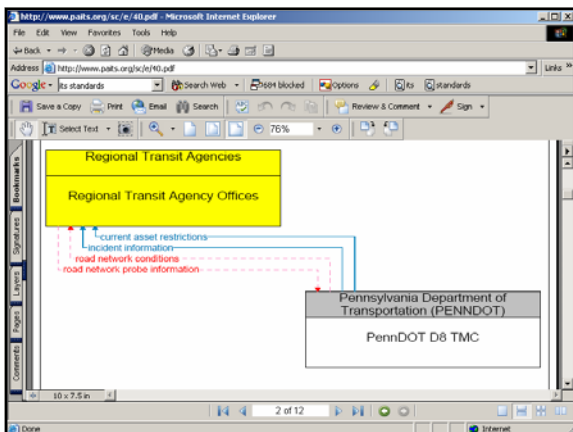 http://www.paits.org/sc/e/40.pdf - Microsoft Internet Explorer
File Edit View Favorites Tools Help
Back Media
Address http://www.paits.org/sc/e/40.pdf Links »
Google its standards Search Web 3604 blocked Options its standards
Save a Copy Print Email Search Review & Comment Sign
Select Text 76%
Bookmarks
Signatures
Layers
Pages
Comments
Regional Transit Agencies
Regional Transit Agency Offices
current asset restrictions
incident information
road network conditions
road network probe information
Pennsylvania Department of
Transportation (PENNDOT)
PennDOT D8 TMC
10 x 7.5 in
2 of 12
Done Internet